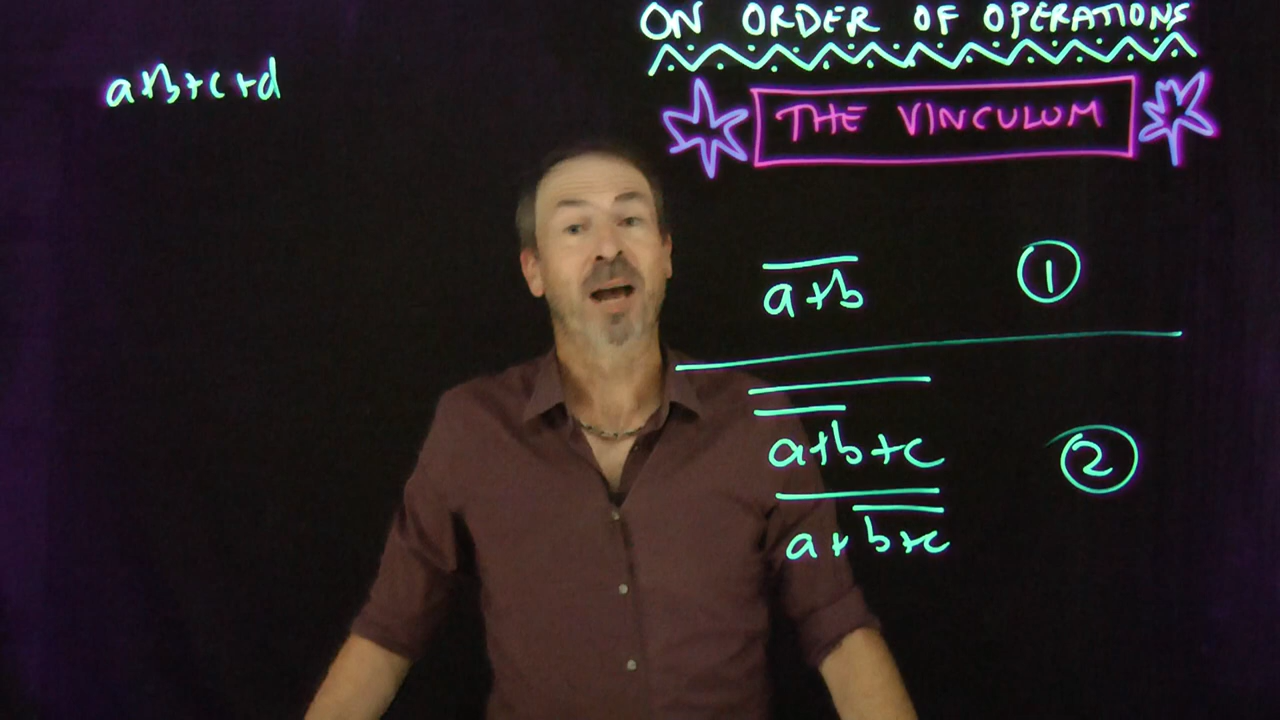 ON ORDER OF OPERATIONS
THE VINCULUM
a+b+c+d
a+b 1
a+b+c 2
a+b+c